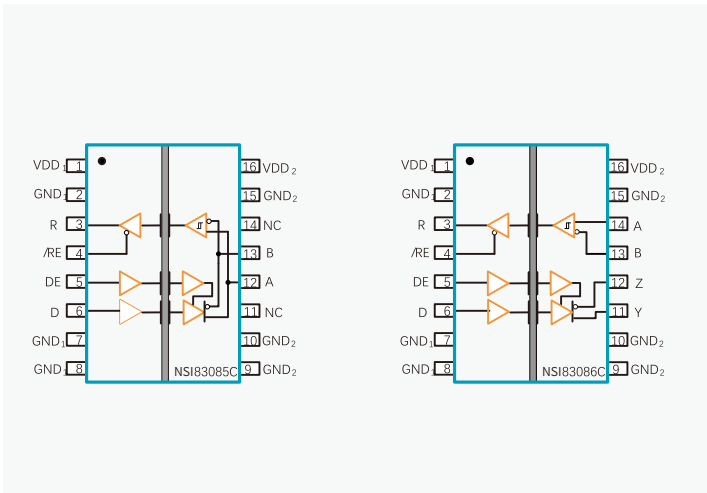 VDD₁ 1 16 VDD₂
GND₁ 2 15 GND₂
R 3 14 NC
/RE 4 13 B
DE 5 12 A
D 6 11 NC
GND₁ 7 10 GND₂
GND₁ 8 9 GND₂
NSI83085C
VDD₁ 1 16 VDD₂
GND₁ 2 15 GND₂
R 3 14 A
/RE 4 13 B
DE 5 12 Z
D 6 11 Y
GND₁ 7 10 GND₂
GND₁ 8 9 GND₂
NSI83086C